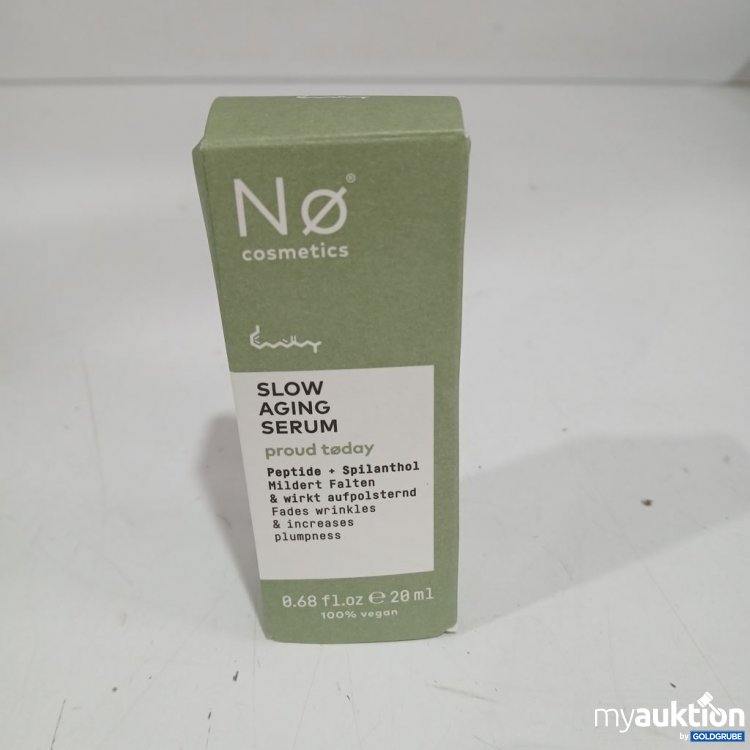 Nø®
cosmetics
SLOW
AGING
SERUM
proud tøday
Peptide + Spilanthol
Mildert Falten
& wirkt aufpolsternd
Fades wrinkles
& increases
plumpness
0.68 fl.oz ℮ 20 ml
100% vegan
myauktion
by GOLDGRUBE